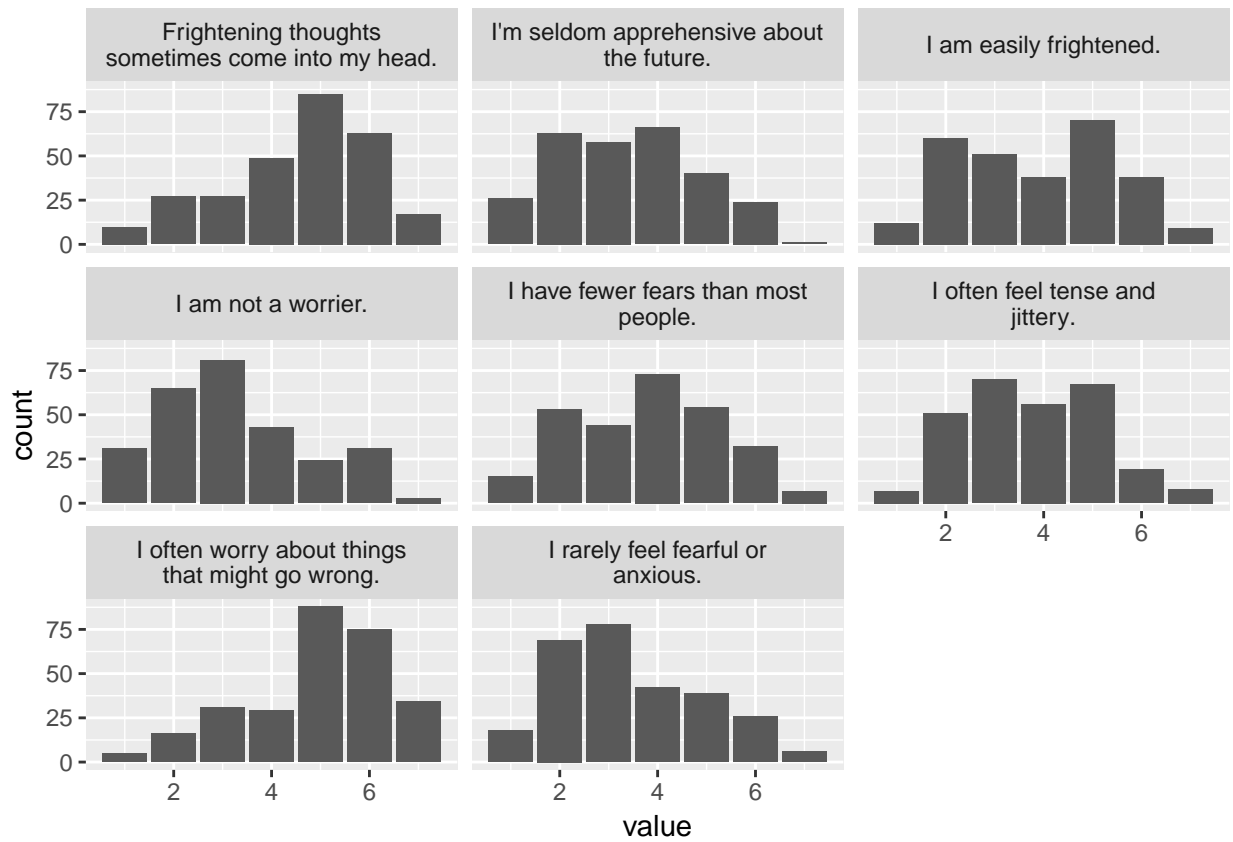 Frightening thoughts
sometimes come into my head.
I'm seldom apprehensive about
the future.
I am easily frightened.
75
50
25
0
I am not a worrier.
I have fewer fears than most
people.
I often feel tense and
jittery.
75
50
25
0
2
4
6
I often worry about things
that might go wrong.
I rarely feel fearful or
anxious.
75
50
25
0
2
4
6
2
4
6
count
value